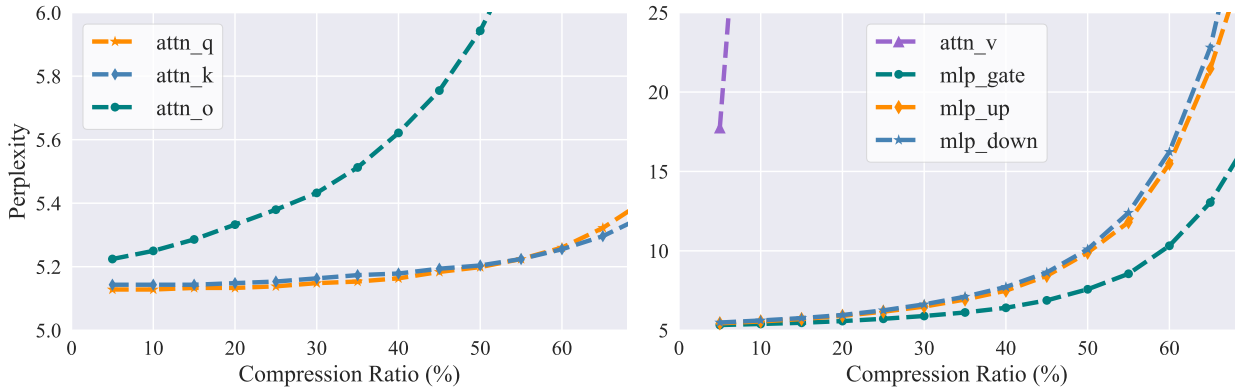 6.0
5.8
5.6
5.4
5.2
5.0
Perplexity
attn_q
attn_k
attn_o
0 10 20 30 40 50 60
Compression Ratio (%)
25
20
15
10
5
attn_v
mlp_gate
mlp_up
mlp_down
0 10 20 30 40 50 60
Compression Ratio (%)